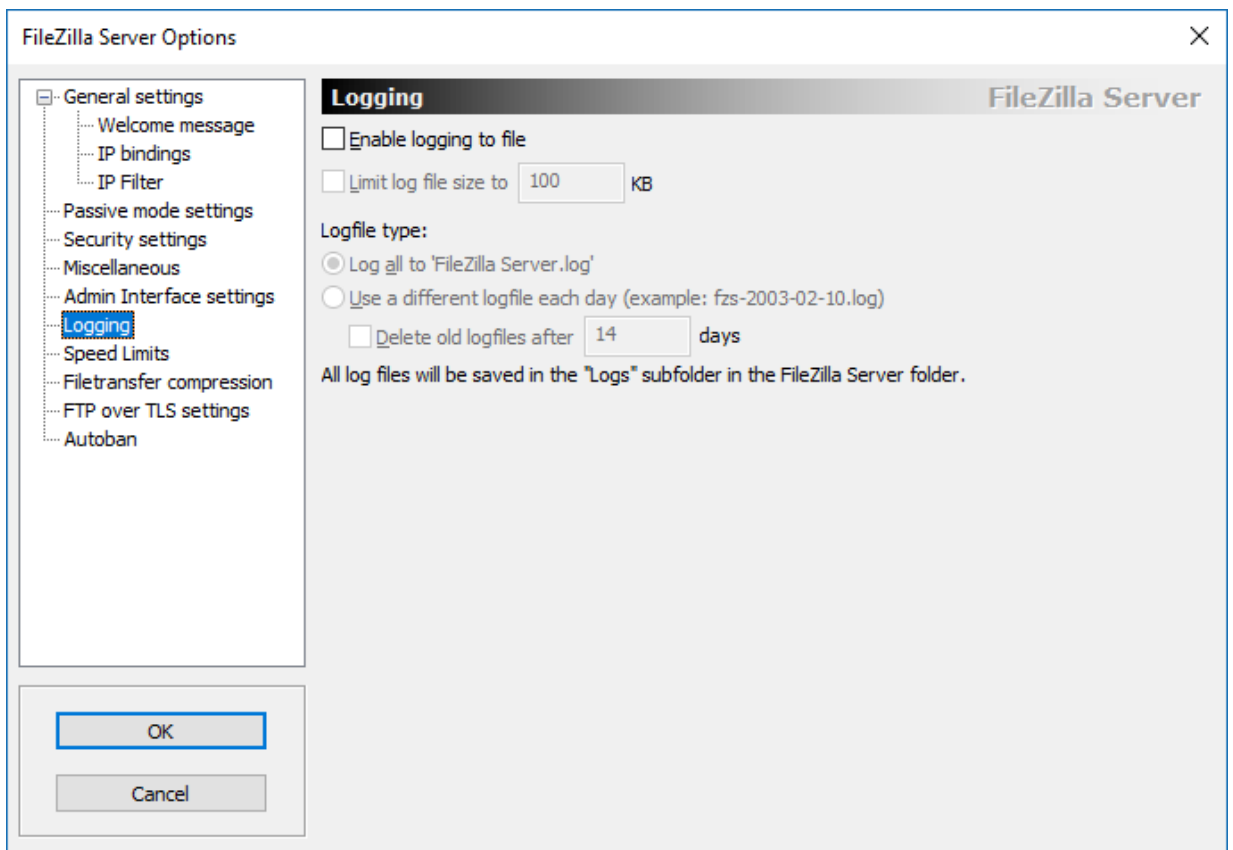 FileZilla Server Options
General settings
Welcome message
IP bindings
IP Filter
Passive mode settings
Security settings
Miscellaneous
Admin Interface settings
Logging
Speed Limits
Filetransfer compression
FTP over TLS settings
Autoban
OK
Cancel
Logging FileZilla Server
Enable logging to file
Limit log file size to 100 KB
Logfile type:
Log all to 'FileZilla Server.log'
Use a different logfile each day (example: fzs-2003-02-10.log)
Delete old logfiles after 14 days
All log files will be saved in the "Logs" subfolder in the FileZilla Server folder.